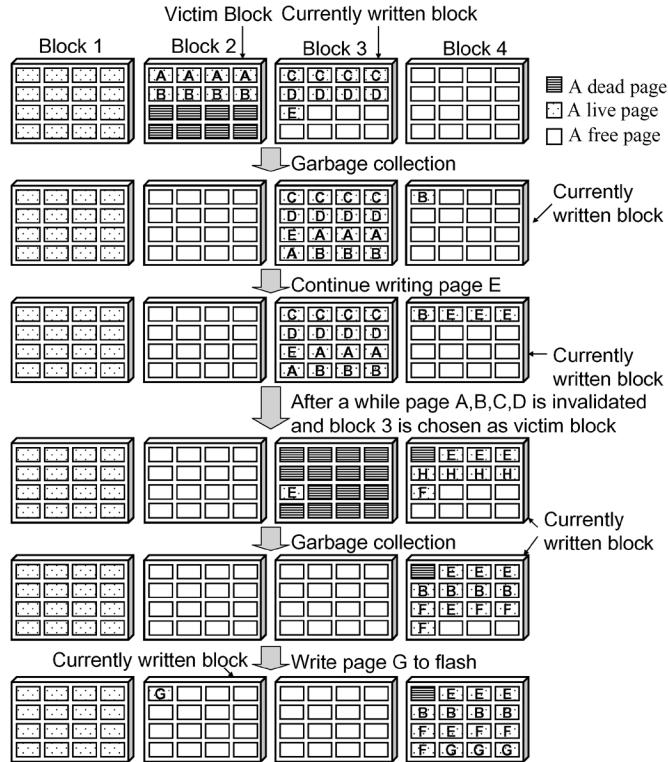 Victim Block Currently written block
Block 1 Block 2 Block 3 Block 4
A A A A C C C C
B B B B D D D D
E
A dead page
A live page
A free page
Garbage collection
C C C C B
D D D D
E A A A
A B B B
Currently
written block
Continue writing page E
C C C C B E E E
D D D D
E A A A
A B B B
Currently
written block
After a while page A,B,C,D is invalidated
and block 3 is chosen as victim block
E E E
H H H H
E F
Currently
written block
Garbage collection
E E E
B B B B
F E F F
F
Currently written block
Write page G to flash
G E E E
B B B B
F E F F
F G G G